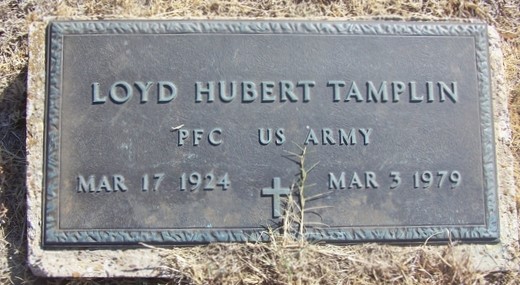 LOYD HUBERT TAMPLIN
PFC US ARMY
MAR 17 1924 MAR 3 1979